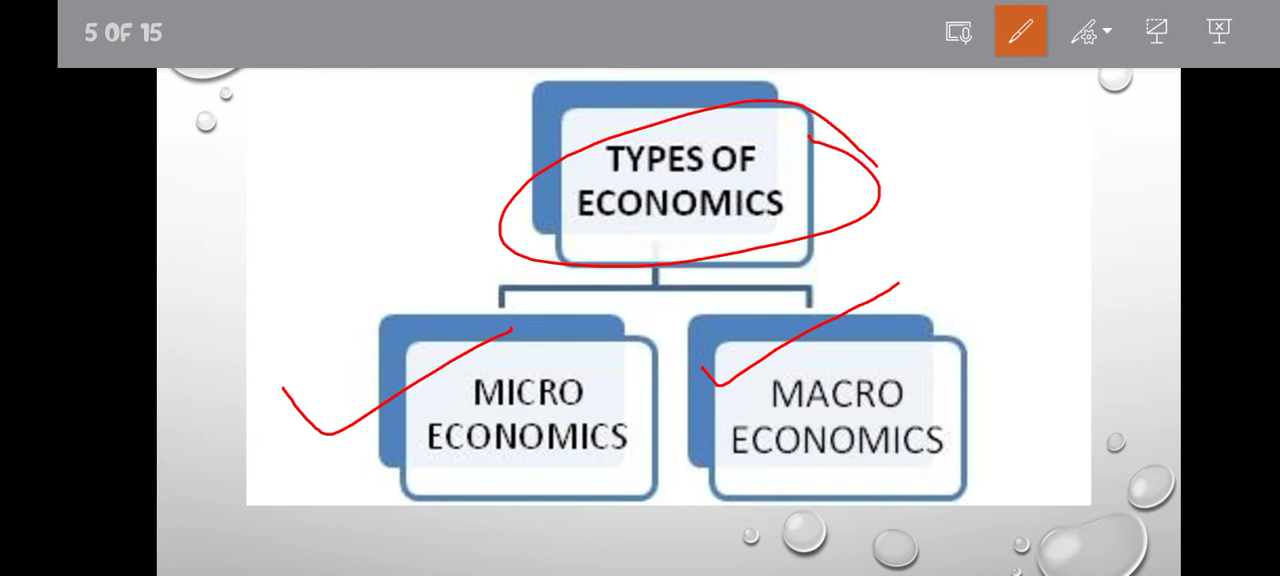 5 OF 15
TYPES OF
ECONOMICS
MICRO
ECONOMICS
MACRO
ECONOMICS